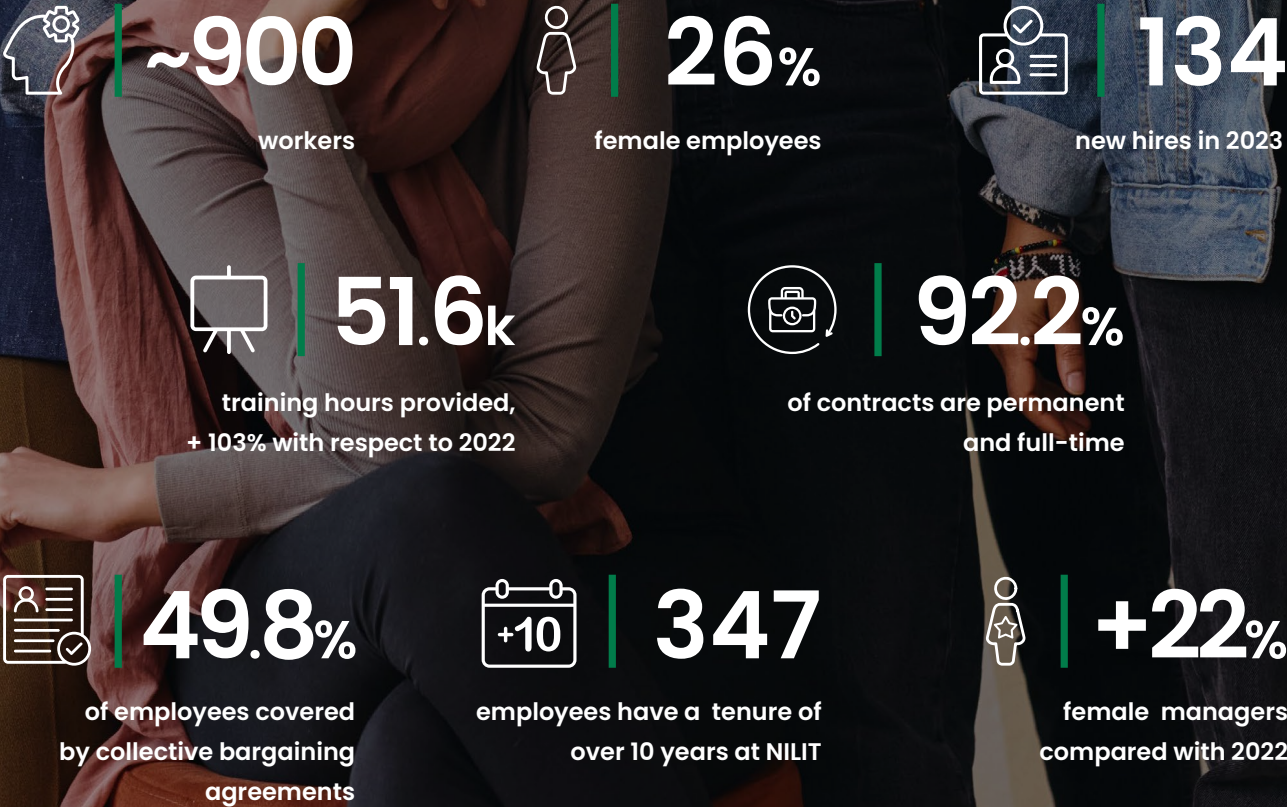 ~900
workers
26%
female employees
134
new hires in 2023
51.6k
training hours provided,
+ 103% with respect to 2022
92.2%
of contracts are permanent
and full-time
49.8%
of employees covered
by collective bargaining
agreements
+10
347
employees have a tenure of
over 10 years at NILIT
+22%
female managers
compared with 2022